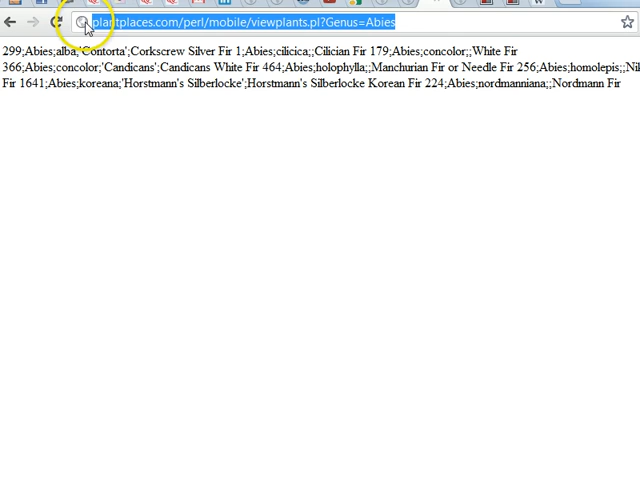 plantplaces.com/perl/mobile/viewplants.pl?Genus=Abies
299;Abies;alba;'Contorta';Corkscrew Silver Fir 1;Abies;cilicica;;Cilician Fir 179;Abies;concolor;;White Fir
366;Abies;concolor;'Candicans';Candicans White Fir 464;Abies;holophylla;;Manchurian Fir or Needle Fir 256;Abies;homolepis;;Nik
Fir 1641;Abies;koreana;'Horstmann's Silberlocke';Horstmann's Silberlocke Korean Fir 224;Abies;nordmanniana;;Nordmann Fir